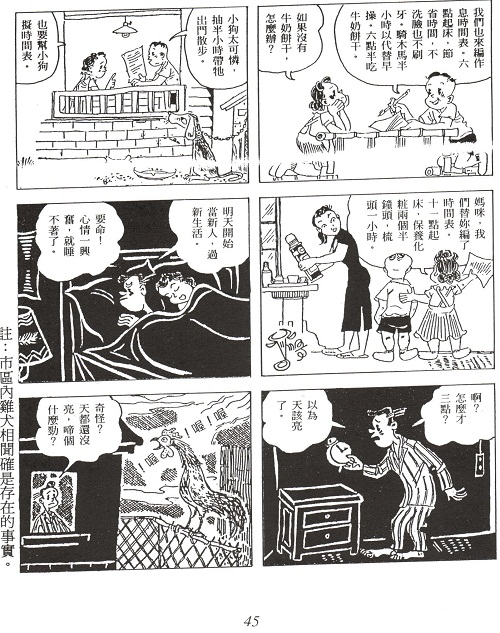 我們也來編作
息時間表。六
點起床，節
省時間，不
洗臉也不刷
牙。騎木馬半
小時以代替早
操。六點半吃
牛奶餅干。
如果沒有
牛奶餅干，
怎麼辦？
小狗太可憐，
抽半小時帶牠
出門散步。
也要幫小狗
擬時間表。
媽咪，我
們替妳編了
時間表。
十一點起
床，保養化
粧兩個半
鐘頭，梳
頭一小時。
明天開始
當新人，過
新生活
要命！
心情一興
奮，就睡
不著了。
啊？
怎麼才
三點？
以為
天該亮
了。
喔！喔！喔！
奇怪？
天都還沒
亮，啼個
什麼勁？
註：市區內雞犬相聞確是存在的事實。
45